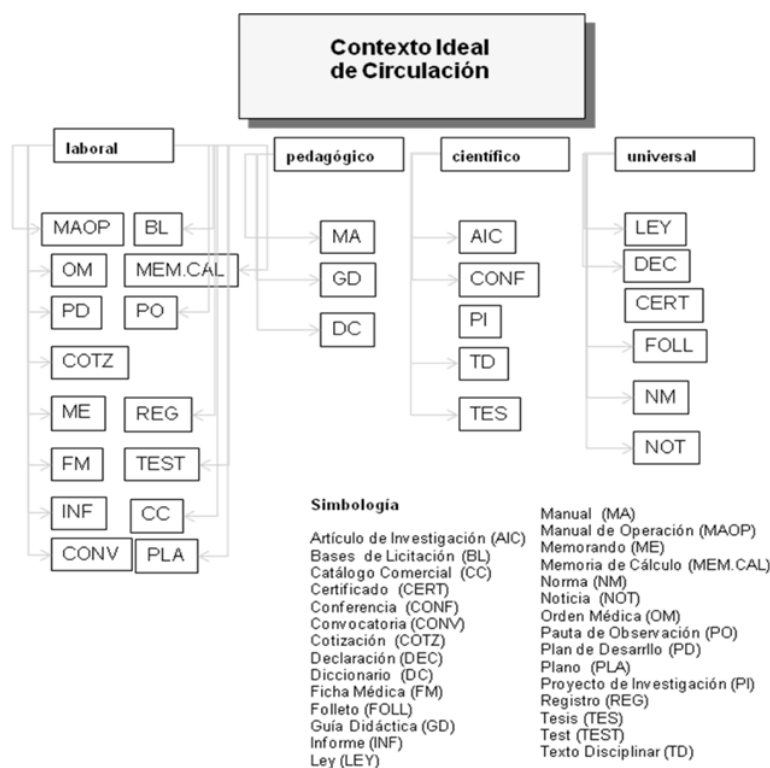 Contexto Ideal
de Circulación
laboral
pedagógico
científico
universal
MAOP
BL
OM
MEM.CAL
PD
PO
COTZ
ME
REG
FM
TEST
INF
CC
CONV
PLA
MA
GD
DC
AIC
CONF
PI
TD
TES
LEY
DEC
CERT
FOLL
NM
NOT
Simbología
Artículo de Investigación (AIC)
Bases de Licitación (BL)
Catálogo Comercial (CC)
Certificado (CERT)
Conferencia (CONF)
Convocatoria (CONV)
Cotización (COTZ)
Declaración (DEC)
Diccionario (DC)
Ficha Médica (FM)
Folleto (FOLL)
Guía Didáctica (GD)
Informe (INF)
Ley (LEY)
Manual (MA)
Manual de Operación (MAOP)
Memorando (ME)
Memoria de Cálculo (MEM.CAL)
Norma (NM)
Noticia (NOT)
Orden Médica (OM)
Pauta de Observación (PO)
Plan de Desarrllo (PD)
Plano (PLA)
Proyecto de Investigación (PI)
Registro (REG)
Tesis (TES)
Test (TEST)
Texto Disciplinar (TD)